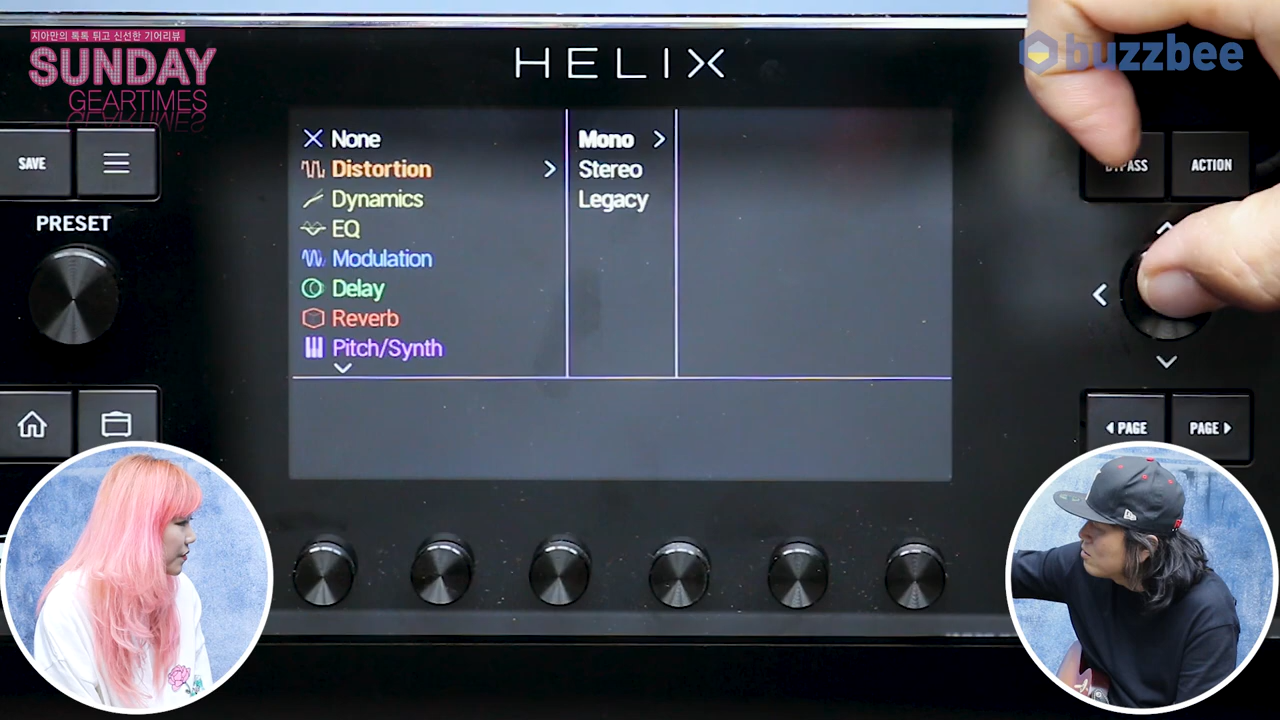 지아만의 톡톡 튀고 신선한 기어리뷰
SUNDAY
GEARTIMES
buzzbee
HELIX
SAVE
PRESET
None
Distortion
Dynamics
EQ
Modulation
Delay
Reverb
Pitch/Synth
Mono
Stereo
Legacy
BYPASS
ACTION
PAGE
PAGE